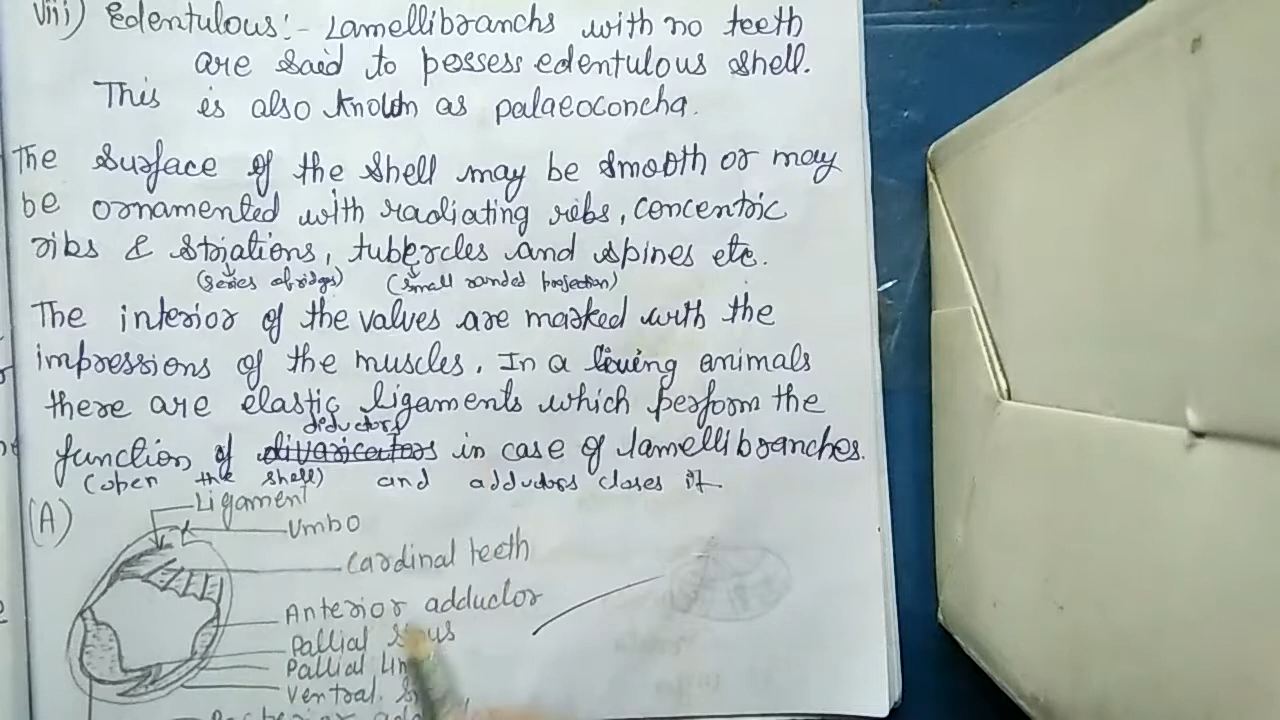 viii) Edentulous:- Lamellibranchs with no teeth
are said to possess edentulous shell.
This is also known as palaeoconcha.
The surface of the shell may be smooth or may
be ornamented with radiating ribs, concentric
ribs & striations, tubercles and spines etc.
(series of ridges) (small rounded projection)
The interior of the valves are marked with the
impressions of the muscles. In a living animals
there are elastic ligaments which perform the
diductors
function of divaricators in case of lamellibranches.
(open the shell) and adductors closes it
(A)
Ligament
Umbo
Cardinal teeth
Anterior adductor
Pallial sinus
Pallial
Ventral
Posterior